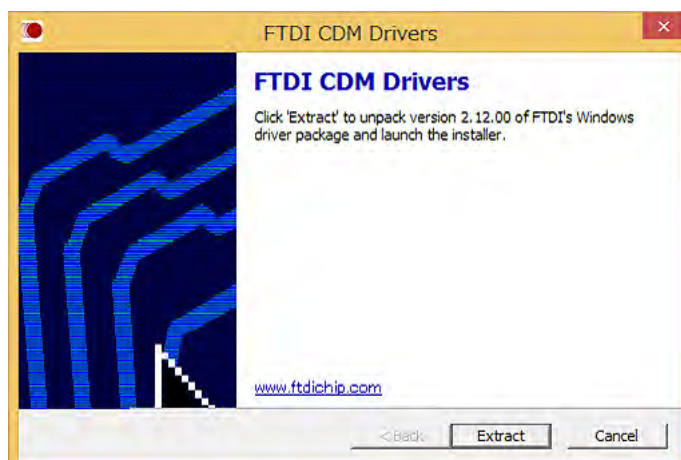 FTDI CDM Drivers
FTDI CDM Drivers
Click 'Extract' to unpack version 2.12.00 of FTDI's Windows
driver package and launch the installer.
www.ftdichip.com
<Back
Extract
Cancel